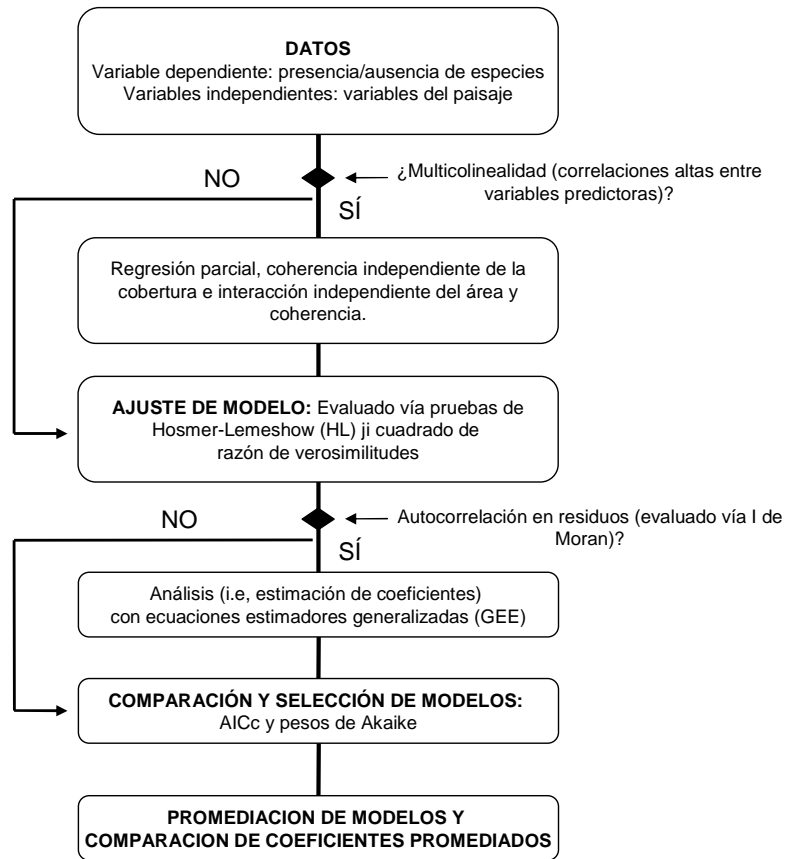 DATOS
Variable dependiente: presencia/ausencia de especies
Variables independientes: variables del paisaje
¿Multicolinealidad (correlaciones altas entre
variables predictoras)?
NO
SÍ
Regresión parcial, coherencia independiente de la
cobertura e interacción independiente del área y
coherencia.
AJUSTE DE MODELO: Evaluado vía pruebas de
Hosmer-Lemeshow (HL) ji cuadrado de
razón de verosimilitudes
Autocorrelación en residuos (evaluado vía I de
Moran)?
NO
SÍ
Análisis (i.e, estimación de coeficientes)
con ecuaciones estimadores generalizadas (GEE)
COMPARACIÓN Y SELECCIÓN DE MODELOS:
AICc y pesos de Akaike
PROMEDIACION DE MODELOS Y
COMPARACION DE COEFICIENTES PROMEDIADOS